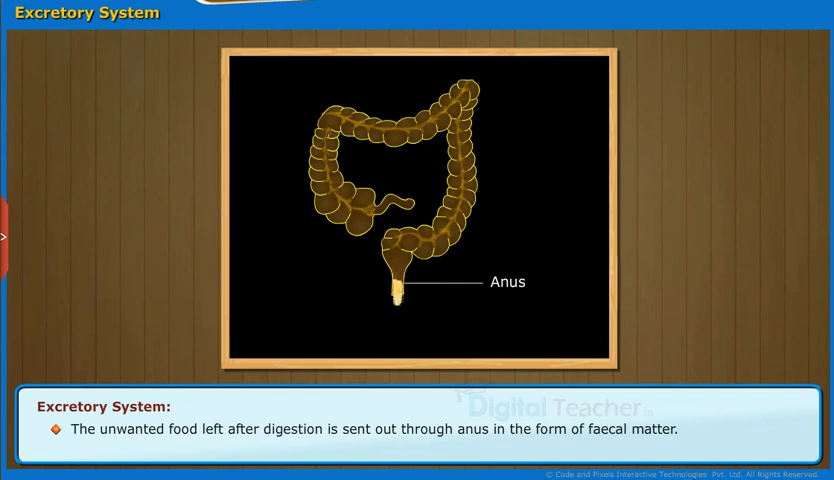 Excretory System
Anus
Digital Teacher.in
Excretory System:
The unwanted food left after digestion is sent out through anus in the form of faecal matter.
© Code and Pixels Interactive Technologies Pvt. Ltd. All Rights Reserved.